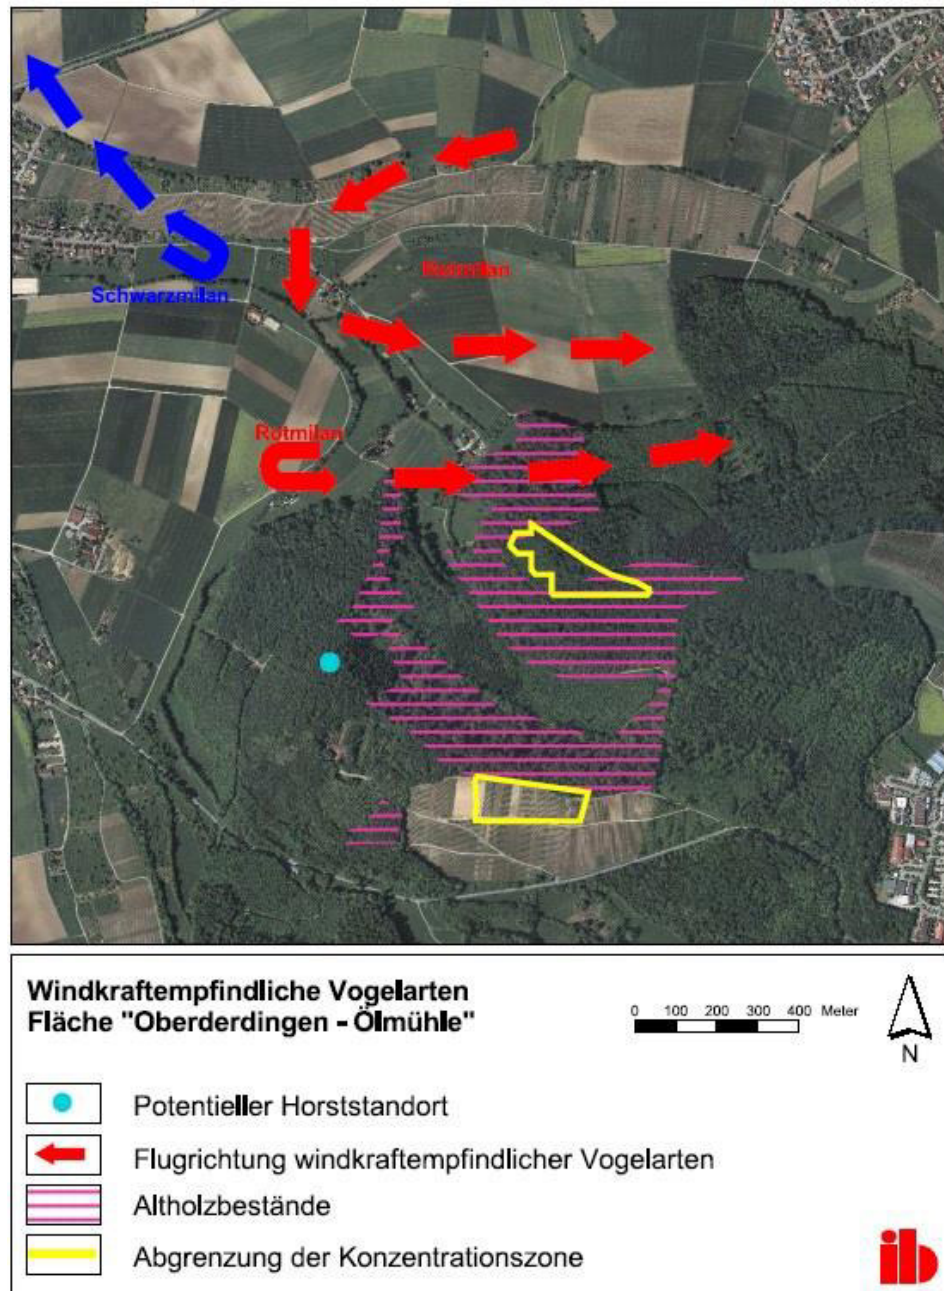 Rotmilan
Schwarzmilan
Rotmilan
Windkraftempfindliche Vogelarten
Fläche "Oberderdingen - Ölmühle"
0 100 200 300 400 Meter
N
Potentieller Horststandort
Flugrichtung windkraftempfindlicher Vogelarten
Altholzbestände
Abgrenzung der Konzentrationszone
ib